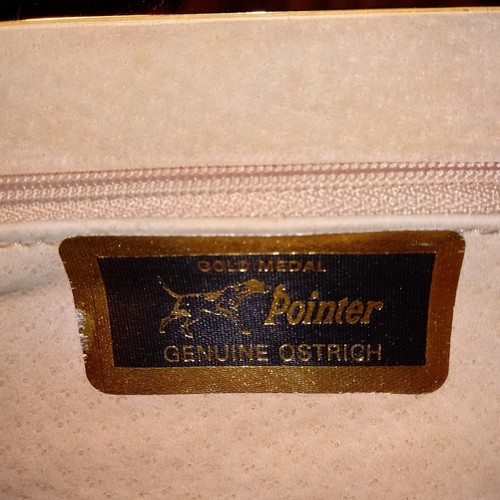 GOLD MEDAL
Pointer
GENUINE OSTRICH